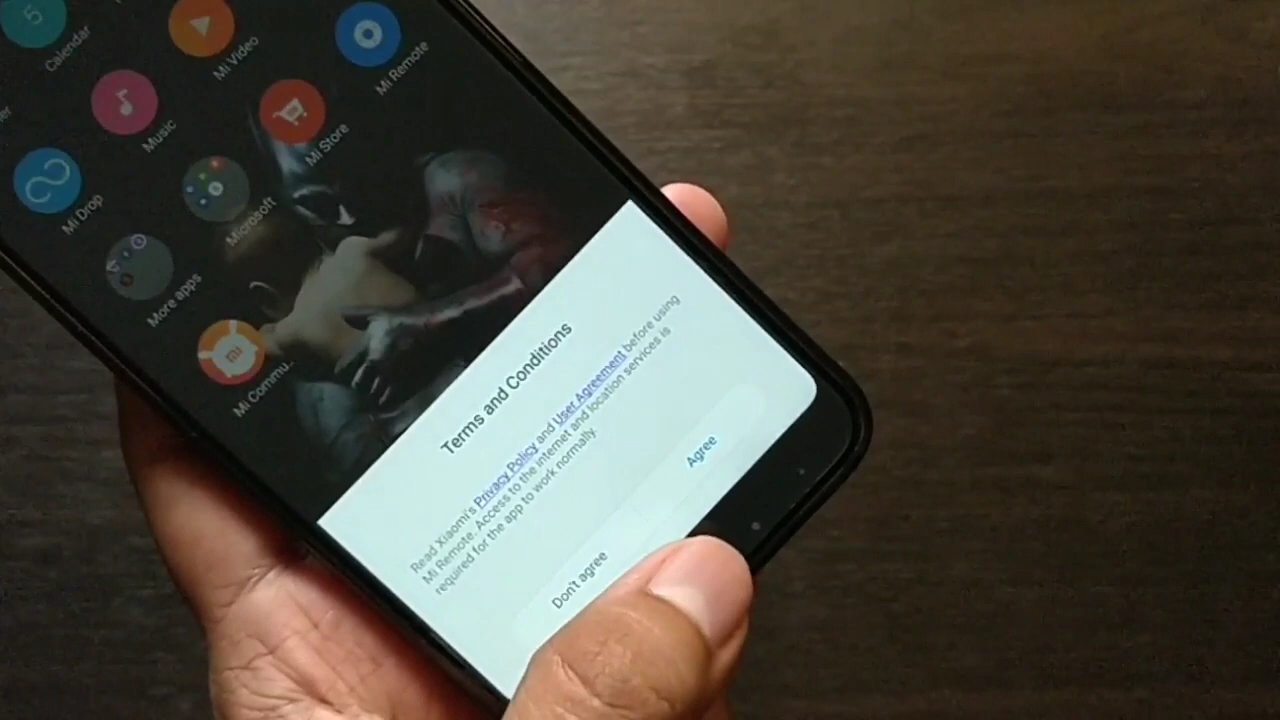 5
Calendar
Mi Video
Mi Remote
Music
Mi Store
Mi Drop
Microsoft
More apps
mi
Mi Commu..
Terms and Conditions
Read Xiaomi's Privacy Policy and User Agreement before using
Mi Remote. Access to the internet and location services is
required for the app to work normally.
Don't agree
Agree